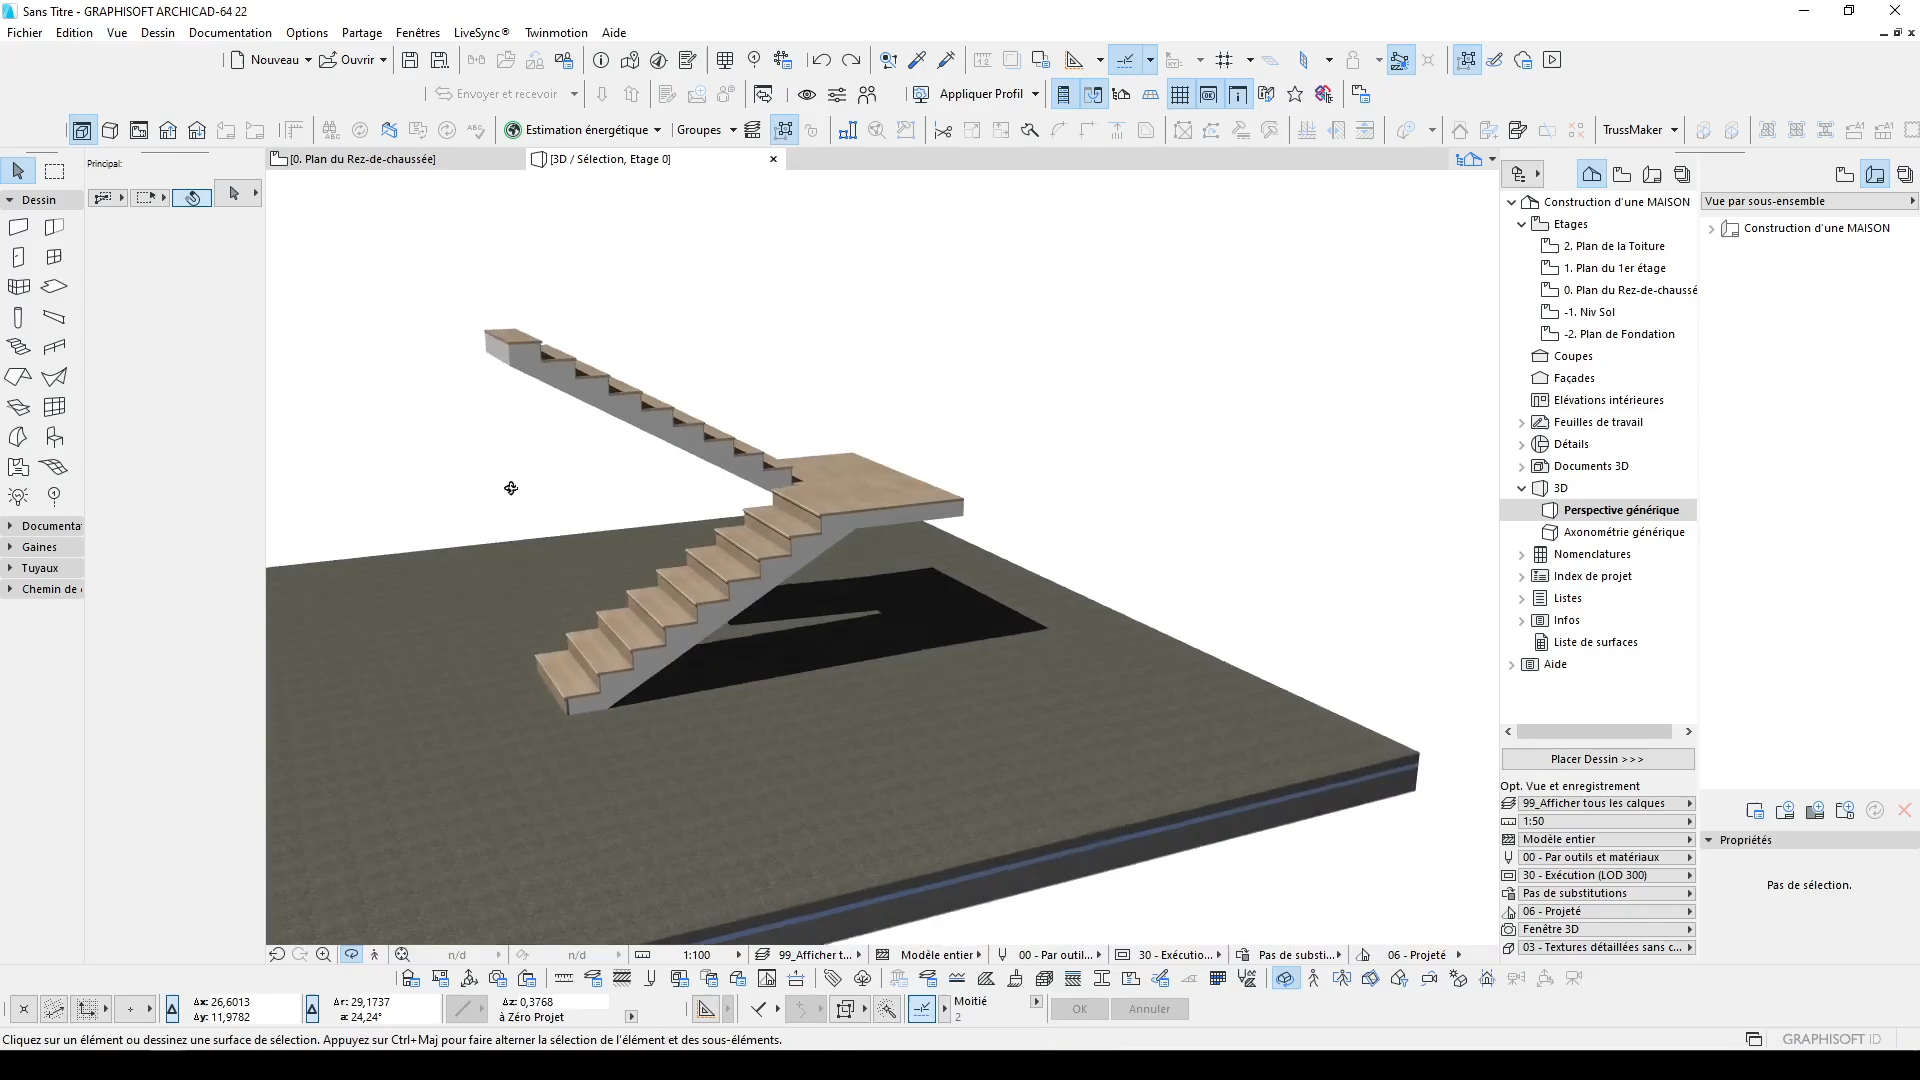 Sans Titre - GRAPHISOFT ARCHICAD-64 22
Fichier Edition Vue Dessin Documentation Options Partage Fenêtres LiveSync® Twinmotion Aide
Nouveau Ouvrir
Envoyer et recevoir Appliquer Profil
Estimation énergétique Groupes TrussMaker
Principal:
[0. Plan du Rez-de-chaussée] [3D / Sélection, Etage 0]
Dessin
Documenta
Gaines
Tuyaux
Chemin de
Construction d'une MAISON
Etages
2. Plan de la Toiture
1. Plan du 1er étage
0. Plan du Rez-de-chaussé
-1. Niv Sol
-2. Plan de Fondation
Coupes
Façades
Elévations intérieures
Feuilles de travail
Détails
Documents 3D
3D
Perspective générique
Axonométrie générique
Nomenclatures
Index de projet
Listes
Infos
Liste de surfaces
Aide
Placer Dessin >>>
Opt. Vue et enregistrement
99_Afficher tous les calques
1:50
Modèle entier
00 - Par outils et matériaux
30 - Exécution (LOD 300)
Pas de substitutions
06 - Projeté
Fenêtre 3D
03 - Textures détaillées sans c...
Vue par sous-ensemble
Construction d'une MAISON
Propriétés
Pas de sélection.
n/d n/d 1:100 99_Afficher t... Modèle entier 00 - Par outil... 30 - Exécutio... Pas de substi... 06 - Projeté
Δx: 26,6013 Δr: 29,1737 Δz: 0,3768 Moitié
Δy: 11,9782 a: 24,24° à Zéro Projet 2 OK Annuler
Cliquez sur un élément ou dessinez une surface de sélection. Appuyez sur Ctrl+Maj pour faire alterner la sélection de l'élément et des sous-éléments.
GRAPHISOFT ID